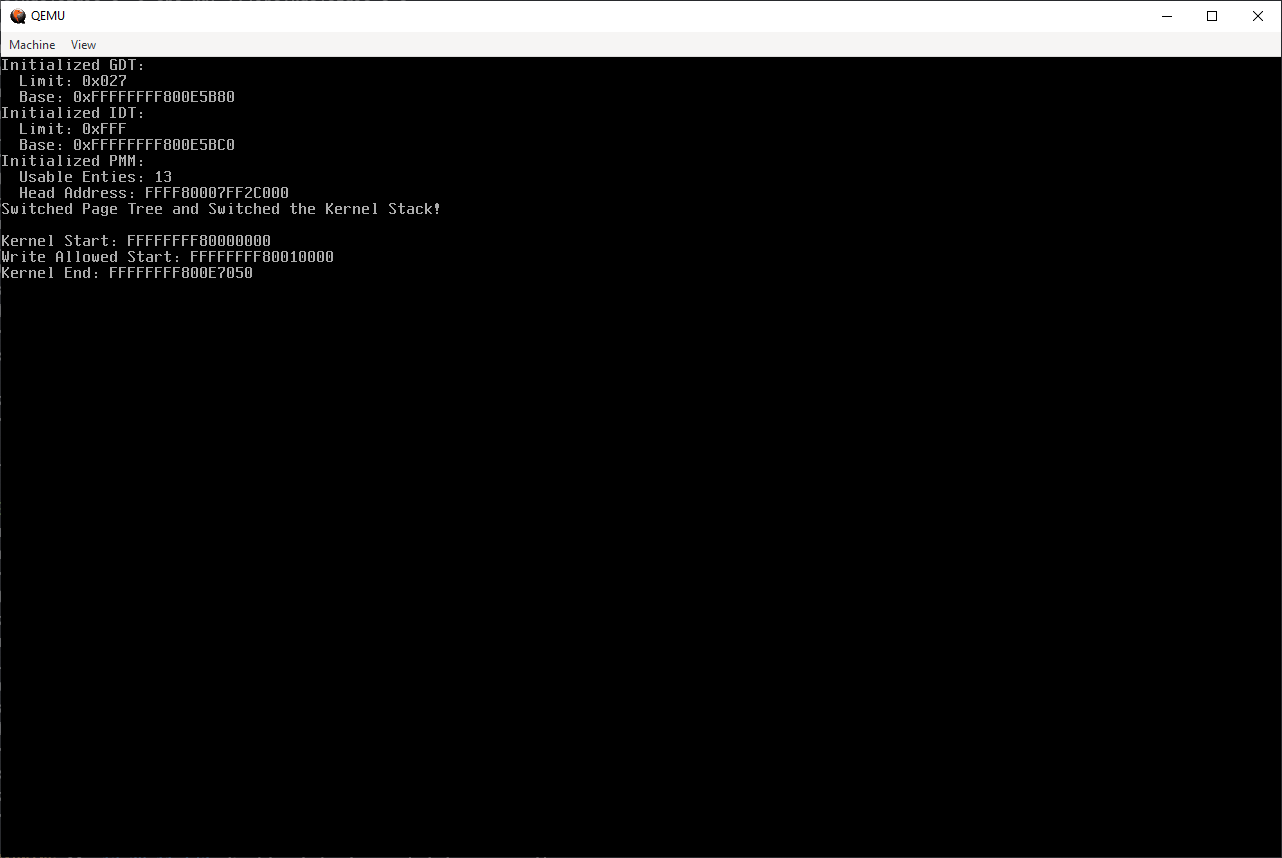 QEMU
Machine View
Initialized GDT:
  Limit: 0x027
  Base: 0xFFFFFFFF800E5B80
Initialized IDT:
  Limit: 0xFFF
  Base: 0xFFFFFFFF800E5BC0
Initialized PMM:
  Usable Enties: 13
  Head Address: FFFF80007FF2C000
Switched Page Tree and Switched the Kernel Stack!
Kernel Start: FFFFFFFF80000000
Write Allowed Start: FFFFFFFF80010000
Kernel End: FFFFFFFF800E7050